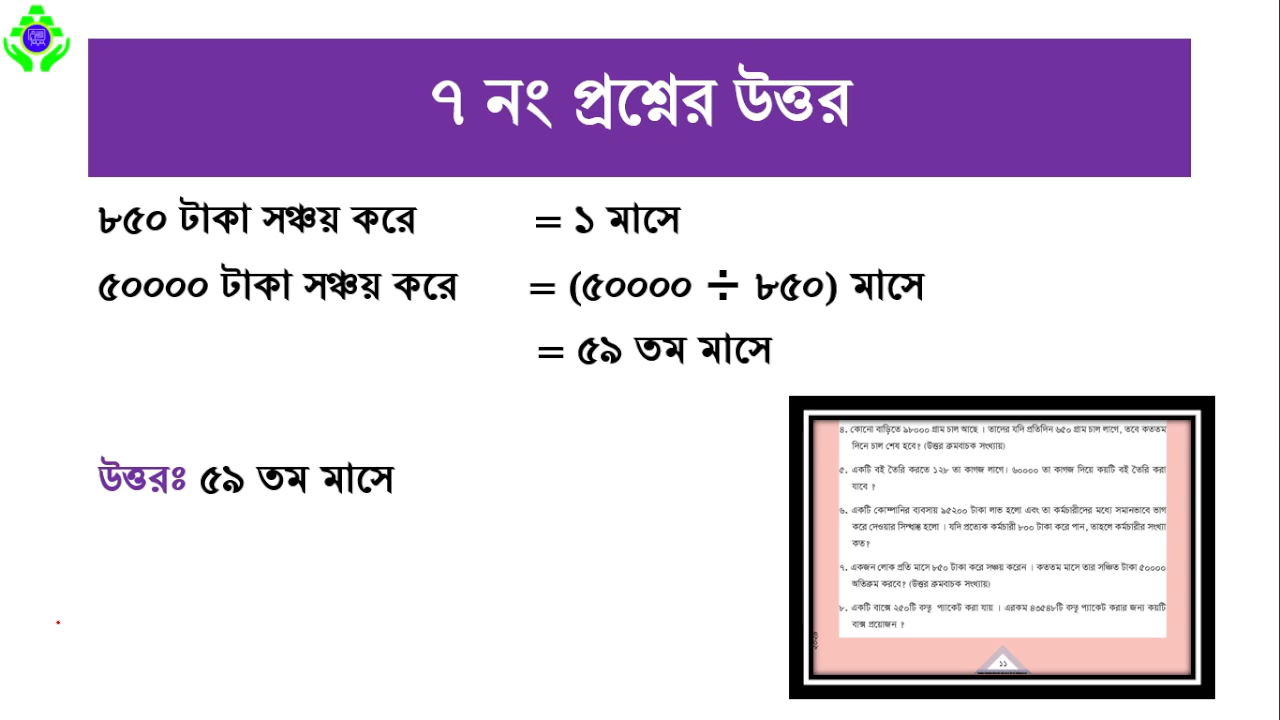 ৭ নং প্রশ্নের উত্তর
৮৫০ টাকা সঞ্চয় করে = ১ মাসে
৫০০০০ টাকা সঞ্চয় করে = (৫০০০০ ÷ ৮৫০) মাসে
= ৫৯ তম মাসে
উত্তরঃ ৫৯ তম মাসে
৪. কোনো বাড়িতে ৯৮০০০ গ্রাম চাল আছে । তাদের যদি প্রতিদিন ৬৫০ গ্রাম চাল লাগে, তবে কততম
দিনে চাল শেষ হবে? (উত্তর ক্রমবাচক সংখ্যায়)
৫. একটি বই তৈরি করতে ১২৮ তা কাগজ লাগে। ৬০০০০ তা কাগজ দিয়ে কয়টি বই তৈরি করা
যাবে ?
৬. একটি কোম্পানির ব্যবসায় ৯৫২০০ টাকা লাভ হলো এবং তা কর্মচারীদের মধ্যে সমানভাবে ভাগ
করে দেওয়ার সিদ্ধান্ত হলো । যদি প্রত্যেক কর্মচারী ৮০০ টাকা করে পান, তাহলে কর্মচারীর সংখ্যা
কত?
৭. একজন লোক প্রতি মাসে ৮৫০ টাকা করে সঞ্চয় করেন । কততম মাসে তার সঞ্চিত টাকা ৫০০০০
অতিক্রম করবে? (উত্তর ক্রমবাচক সংখ্যায়)
৮. একটি বাক্সে ২৫০টি বস্তু প্যাকেট করা যায় । এরকম ৪৩৫৪৮টি বস্তু প্যাকেট করার জন্য কয়টি
বাক্স প্রয়োজন ?
১১